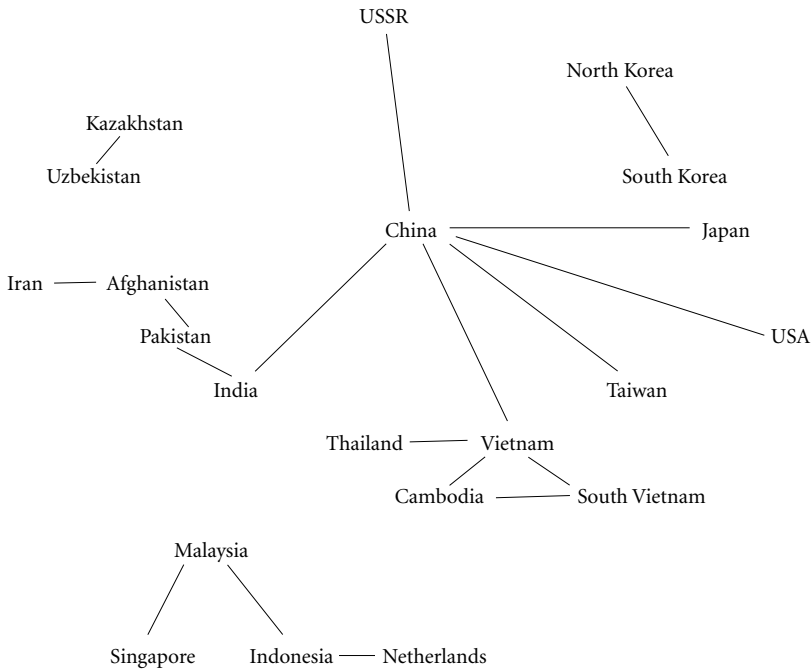 USSR
North Korea
Kazakhstan
Uzbekistan
South Korea
China
Japan
Iran
Afghanistan
Pakistan
USA
India
Taiwan
Thailand
Vietnam
Cambodia
South Vietnam
Malaysia
Singapore
Indonesia
Netherlands